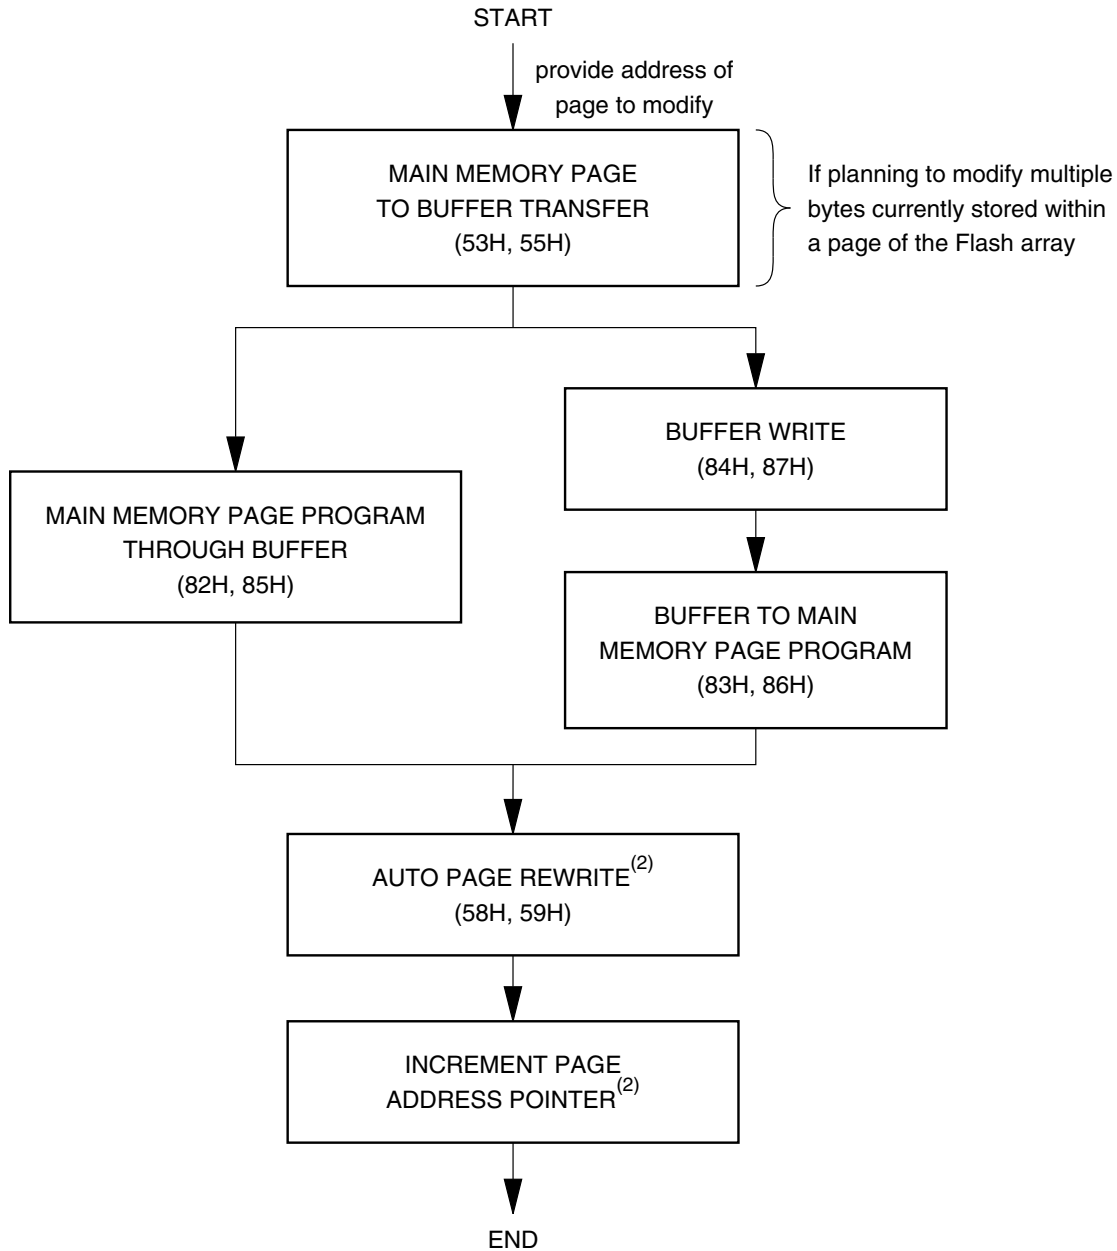 START
provide address of
page to modify
MAIN MEMORY PAGE
TO BUFFER TRANSFER
(53H, 55H)
If planning to modify multiple
bytes currently stored within
a page of the Flash array
BUFFER WRITE
(84H, 87H)
MAIN MEMORY PAGE PROGRAM
THROUGH BUFFER
(82H, 85H)
BUFFER TO MAIN
MEMORY PAGE PROGRAM
(83H, 86H)
AUTO PAGE REWRITE(2)
(58H, 59H)
INCREMENT PAGE
ADDRESS POINTER(2)
END